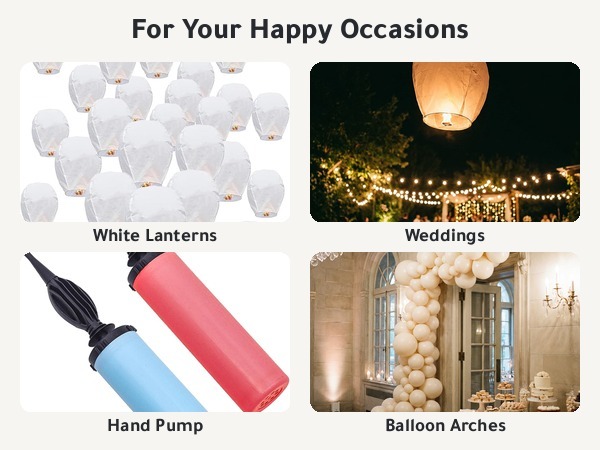 For Your Happy Occasions
White Lanterns
Weddings
Hand Pump
Balloon Arches